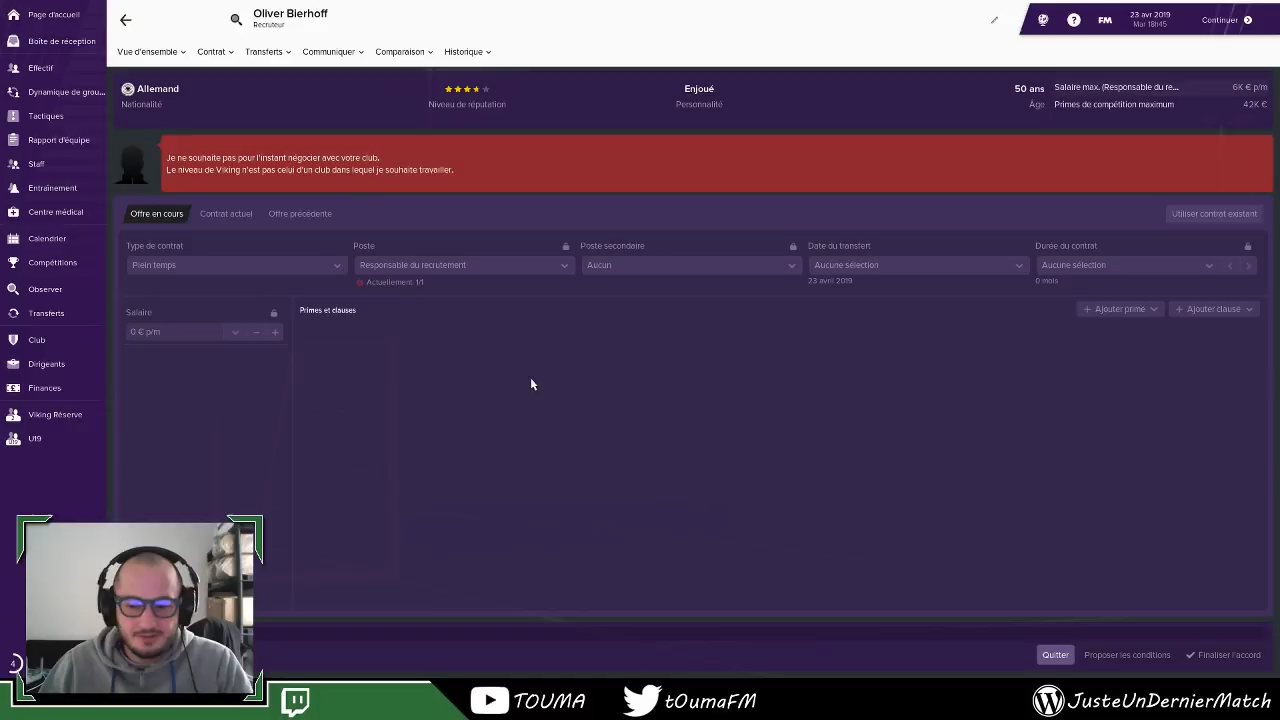 Page d'accueil
Boîte de réception
Effectif
Dynamique de grou...
Tactiques
Rapport d'équipe
Staff
Entraînement
Centre médical
Calendrier
Compétitions
Observer
Transferts
Club
Dirigeants
Finances
Viking Réserve
U19
Oliver Bierhoff
Recruteur
FM
23 avr 2019
Mar 18h45
Continuer
Vue d'ensemble
Contrat
Transferts
Communiquer
Comparaison
Historique
Allemand
Nationalité
Niveau de réputation
Enjoué
Personnalité
50 ans
Âge
Salaire max. (Responsable du re... 6K € p/m
Primes de compétition maximum 42K €
Je ne souhaite pas pour l'instant négocier avec votre club.
Le niveau de Viking n'est pas celui d'un club dans lequel je souhaite travailler.
Offre en cours
Contrat actuel
Offre précédente
Utiliser contrat existant
Type de contrat
Plein temps
Poste
Responsable du recrutement
Actuellement 1/1
Poste secondaire
Aucun
Date du transfert
Aucune sélection
23 avril 2019
Durée du contrat
Aucune sélection
0 mois
Salaire
0 € p/m
Primes et clauses
Ajouter prime
Ajouter clause
Quitter
Proposer les conditions
Finaliser l'accord
TOUMA
tOumaFM
JusteUnDernierMatch